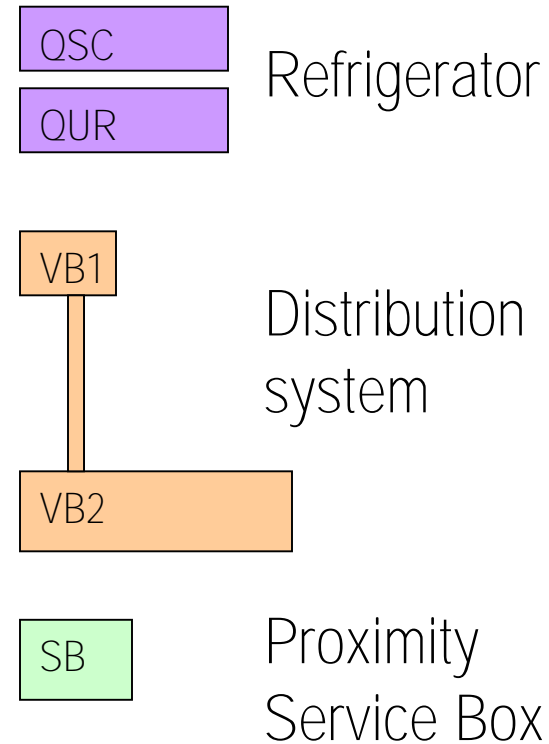 QSC
Refrigerator
QUR
VB1
Distribution
system
VB2
SB
Proximity
Service Box